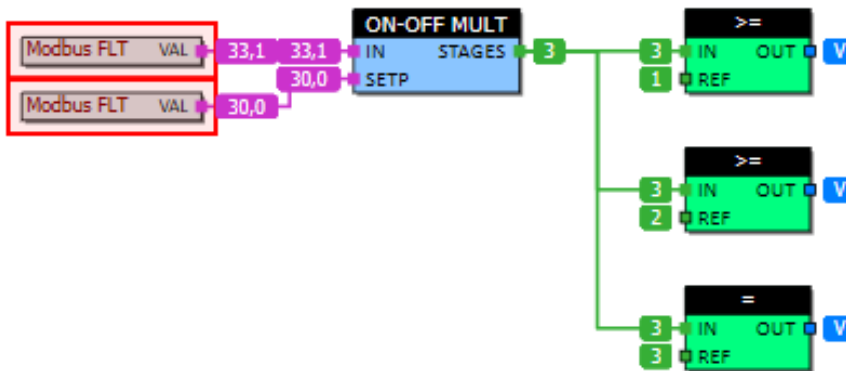 ON-OFF MULT
>=
Modbus FLT VAL 33,1 33,1 IN STAGES 3 3 IN OUT V
30,0 SETP 1 REF
Modbus FLT VAL 30,0
>=
3 IN OUT V
2 REF
=
3 IN OUT V
3 REF